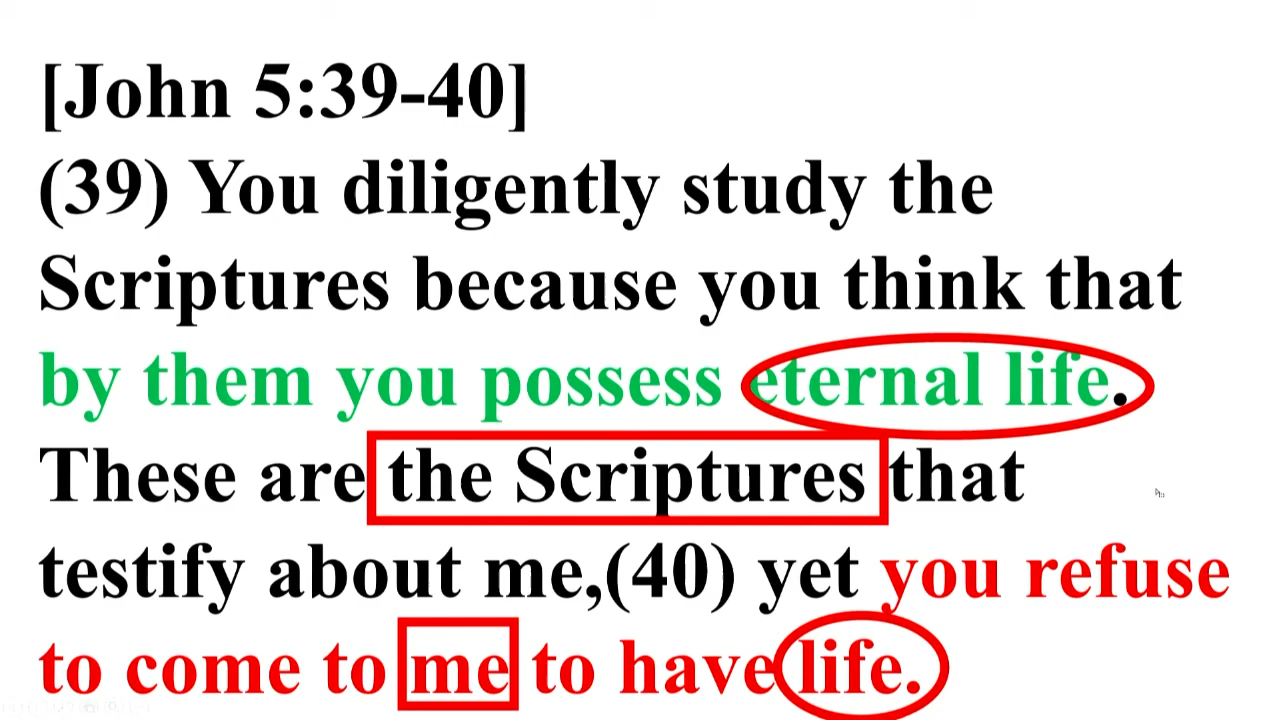 [John 5:39-40]
(39) You diligently study the
Scriptures because you think that
by them you possess eternal life.
These are the Scriptures that
testify about me,(40) yet you refuse
to come to me to have life.